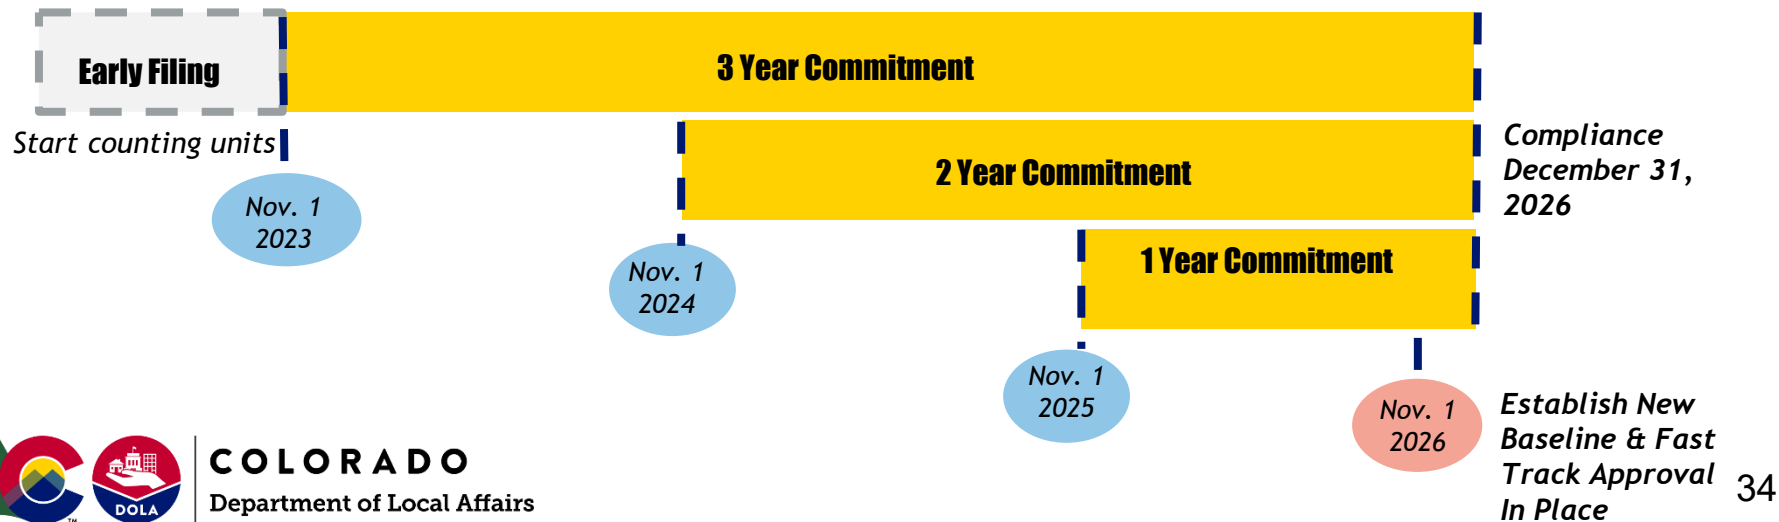 Early Filing
3 Year Commitment
Start counting units
2 Year Commitment
Compliance
December 31,
2026
Nov. 1
2023
1 Year Commitment
Nov. 1
2024
Nov. 1
2025
Nov. 1
2026
Establish New
Baseline & Fast
Track Approval
In Place
34
DOLA
TM
COLORADO
Department of Local Affairs